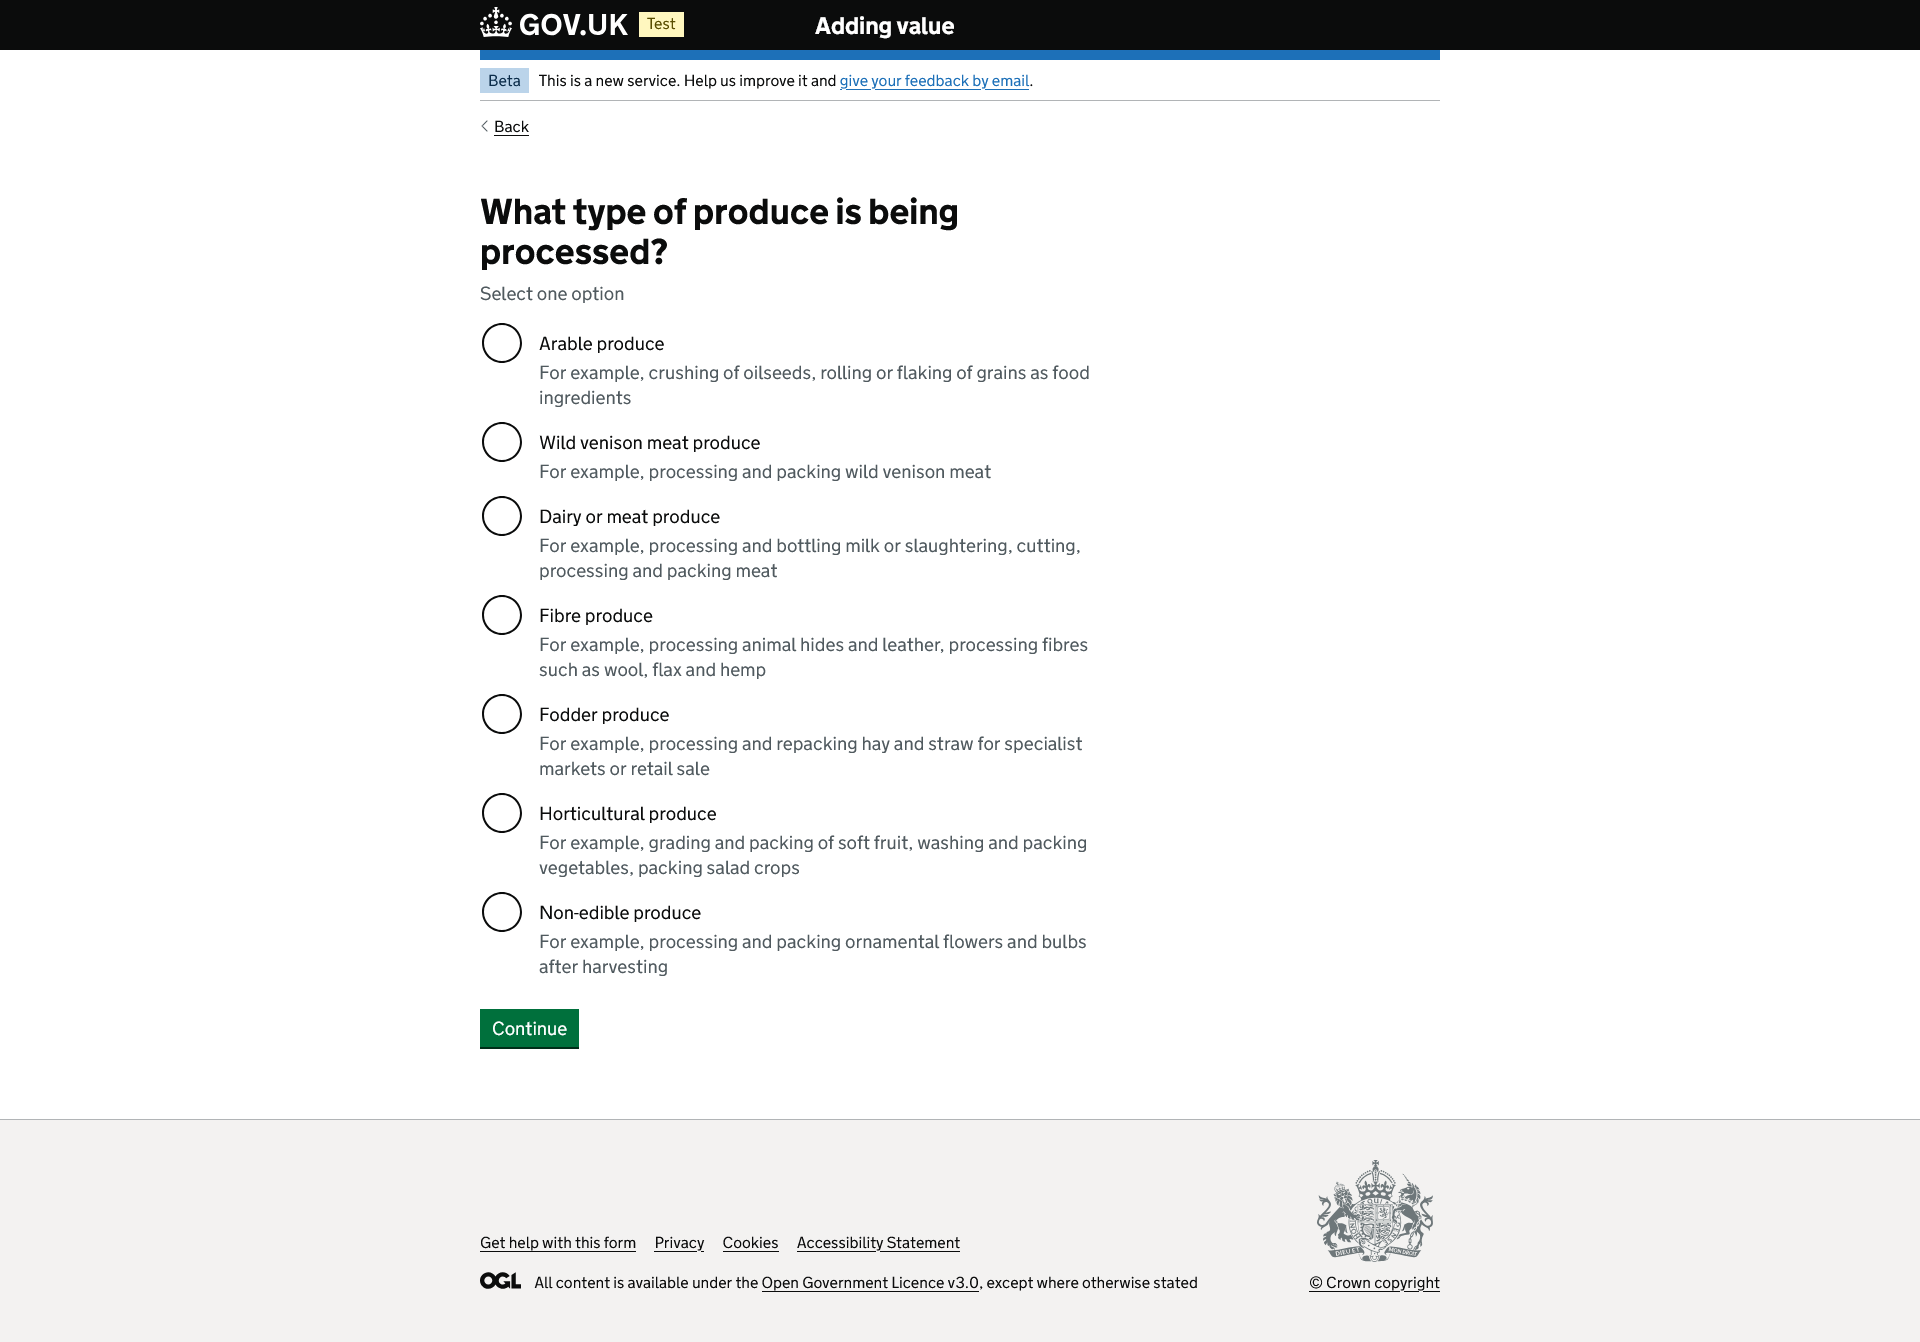 GOV.UK Test Adding value
Beta This is a new service. Help us improve it and give your feedback by email.
Back
What type of produce is being
processed?
Select one option
Arable produce
For example, crushing of oilseeds, rolling or flaking of grains as food
ingredients
Wild venison meat produce
For example, processing and packing wild venison meat
Dairy or meat produce
For example, processing and bottling milk or slaughtering, cutting,
processing and packing meat
Fibre produce
For example, processing animal hides and leather, processing fibres
such as wool, flax and hemp
Fodder produce
For example, processing and repacking hay and straw for specialist
markets or retail sale
Horticultural produce
For example, grading and packing of soft fruit, washing and packing
vegetables, packing salad crops
Non-edible produce
For example, processing and packing ornamental flowers and bulbs
after harvesting
Continue
Get help with this form Privacy Cookies Accessibility Statement
OGL All content is available under the Open Government Licence v3.0, except where otherwise stated
© Crown copyright